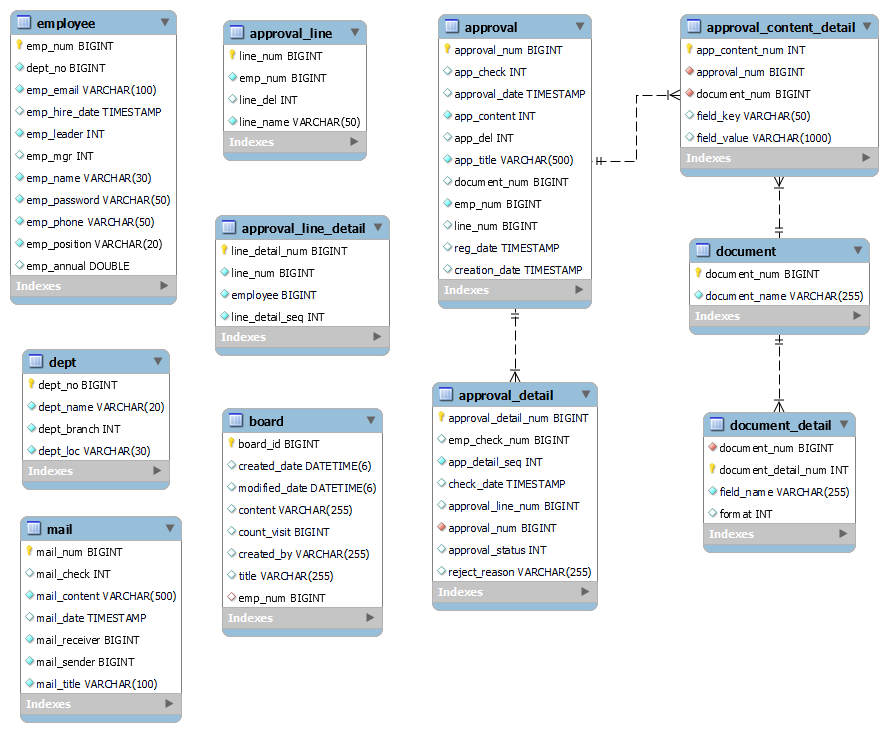 employee
emp_num BIGINT
dept_no BIGINT
emp_email VARCHAR(100)
emp_hire_date TIMESTAMP
emp_leader INT
emp_mgr INT
emp_name VARCHAR(30)
emp_password VARCHAR(50)
emp_phone VARCHAR(50)
emp_position VARCHAR(20)
emp_annual DOUBLE
Indexes
dept
dept_no BIGINT
dept_name VARCHAR(20)
dept_branch INT
dept_loc VARCHAR(30)
Indexes
mail
mail_num BIGINT
mail_check INT
mail_content VARCHAR(500)
mail_date TIMESTAMP
mail_receiver BIGINT
mail_sender BIGINT
mail_title VARCHAR(100)
Indexes
approval_line
line_num BIGINT
emp_num BIGINT
line_del INT
line_name VARCHAR(50)
Indexes
approval_line_detail
line_detail_num BIGINT
line_num BIGINT
employee BIGINT
line_detail_seq INT
Indexes
board
board_id BIGINT
created_date DATETIME(6)
modified_date DATETIME(6)
content VARCHAR(255)
count_visit BIGINT
created_by VARCHAR(255)
title VARCHAR(255)
emp_num BIGINT
Indexes
approval
approval_num BIGINT
app_check INT
approval_date TIMESTAMP
app_content INT
app_del INT
app_title VARCHAR(500)
document_num BIGINT
emp_num BIGINT
line_num BIGINT
reg_date TIMESTAMP
creation_date TIMESTAMP
Indexes
approval_detail
approval_detail_num BIGINT
emp_check_num BIGINT
app_detail_seq INT
check_date TIMESTAMP
approval_line_num BIGINT
approval_num BIGINT
approval_status INT
reject_reason VARCHAR(255)
Indexes
approval_content_detail
app_content_num INT
approval_num BIGINT
document_num BIGINT
field_key VARCHAR(50)
field_value VARCHAR(1000)
Indexes
document
document_num BIGINT
document_name VARCHAR(255)
Indexes
document_detail
document_num BIGINT
document_detail_num INT
field_name VARCHAR(255)
format INT
Indexes